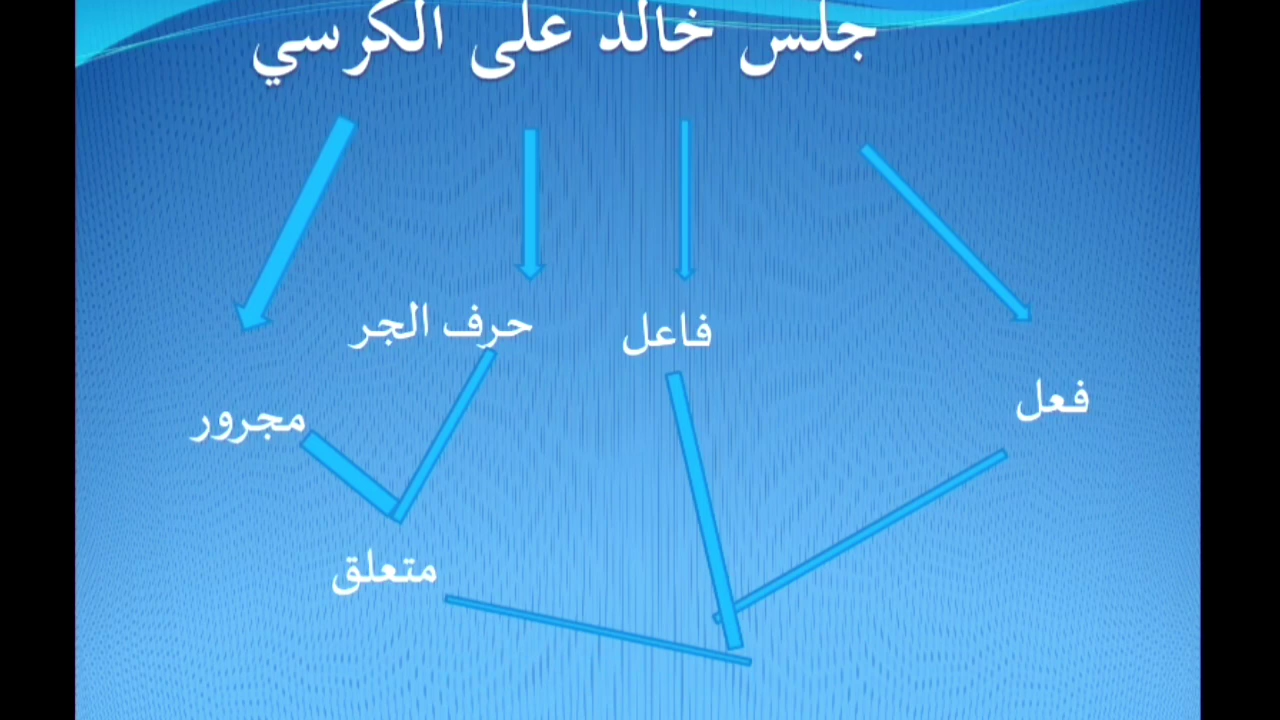 جلس خالد على الكرسي
فعل
فاعل
حرف الجر
مجرور
متعلق